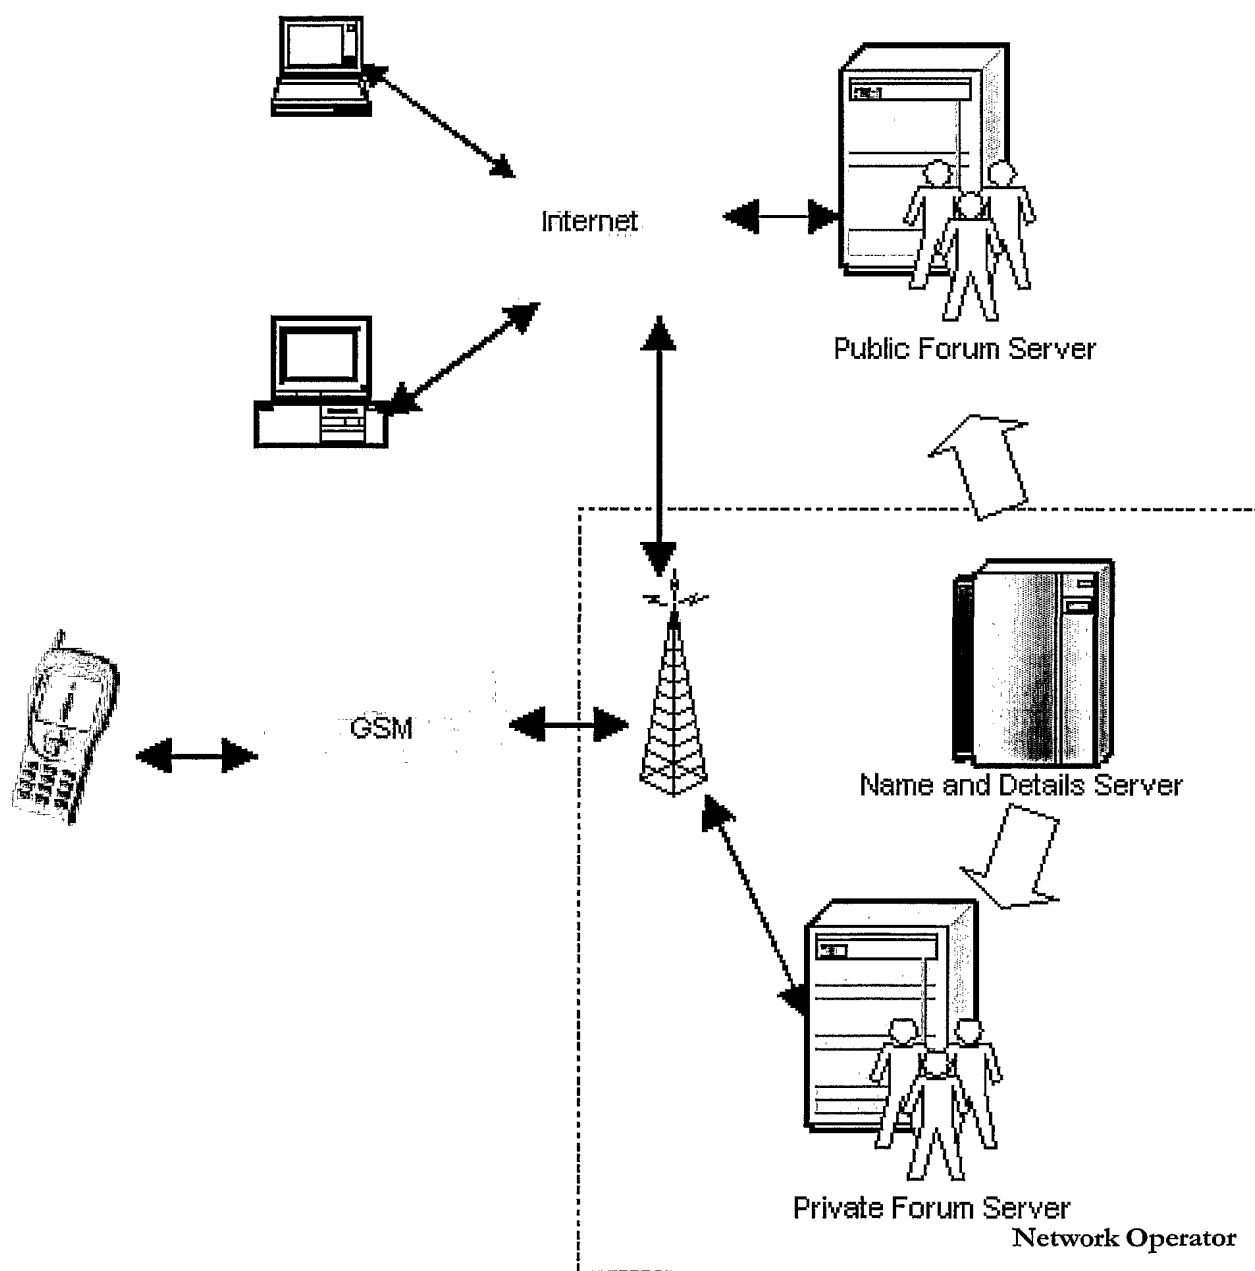 Internet
Public Forum Server
GSM
Name and Details Server
Private Forum Server
Network Operator